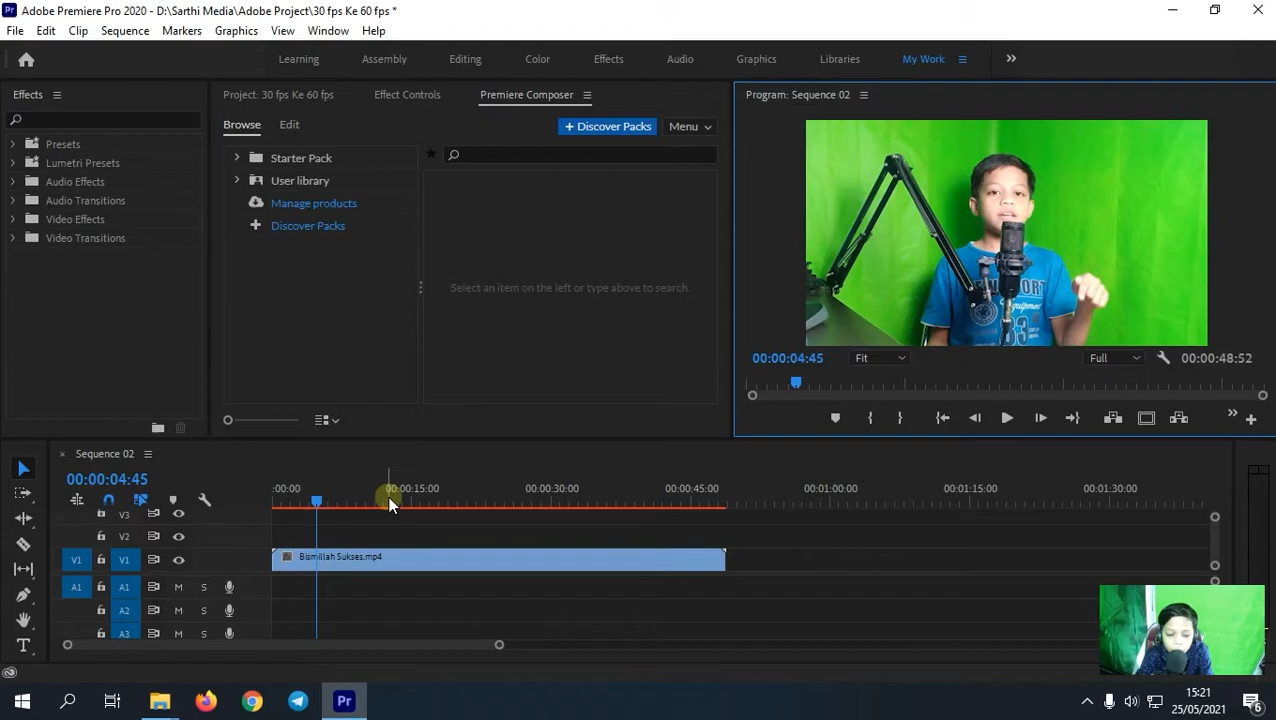 Adobe Premiere Pro 2020 - D:\Sarthi Media\Adobe Project\30 fps Ke 60 fps *
File Edit Clip Sequence Markers Graphics View Window Help
Learning Assembly Editing Color Effects Audio Graphics Libraries My Work
Effects
Presets
Lumetri Presets
Audio Effects
Audio Transitions
Video Effects
Video Transitions
Project: 30 fps Ke 60 fps Effect Controls Premiere Composer
Browse Edit
+ Discover Packs Menu
Starter Pack
User library
Manage products
Discover Packs
Select an item on the left or type above to search.
Program: Sequence 02
33
00:00:04:45 Fit Full 00:00:48:52
Sequence 02
00:00:04:45
:00:00 00:00:15:00 00:00:30:00 00:00:45:00 00:01:00:00 00:01:15:00 00:01:30:00
V3
V2
V1 V1 Bismillah Sukses.mp4
A1 A1 M S
A2 M S
A3 M S
15:21
25/05/2021
6